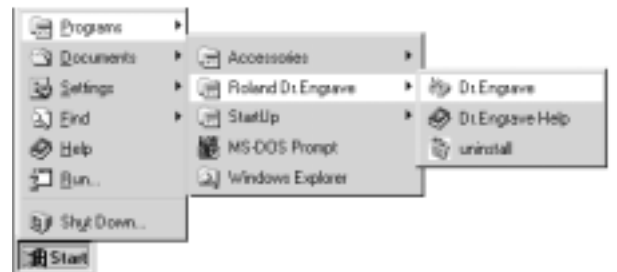 Programs
Documents
Settings
Find
Help
Run...
Shut Down...
Start
Accessories
Roland Dr.Engrave
StartUp
MS-DOS Prompt
Windows Explorer
Dr.Engrave
Dr.Engrave Help
uninstall